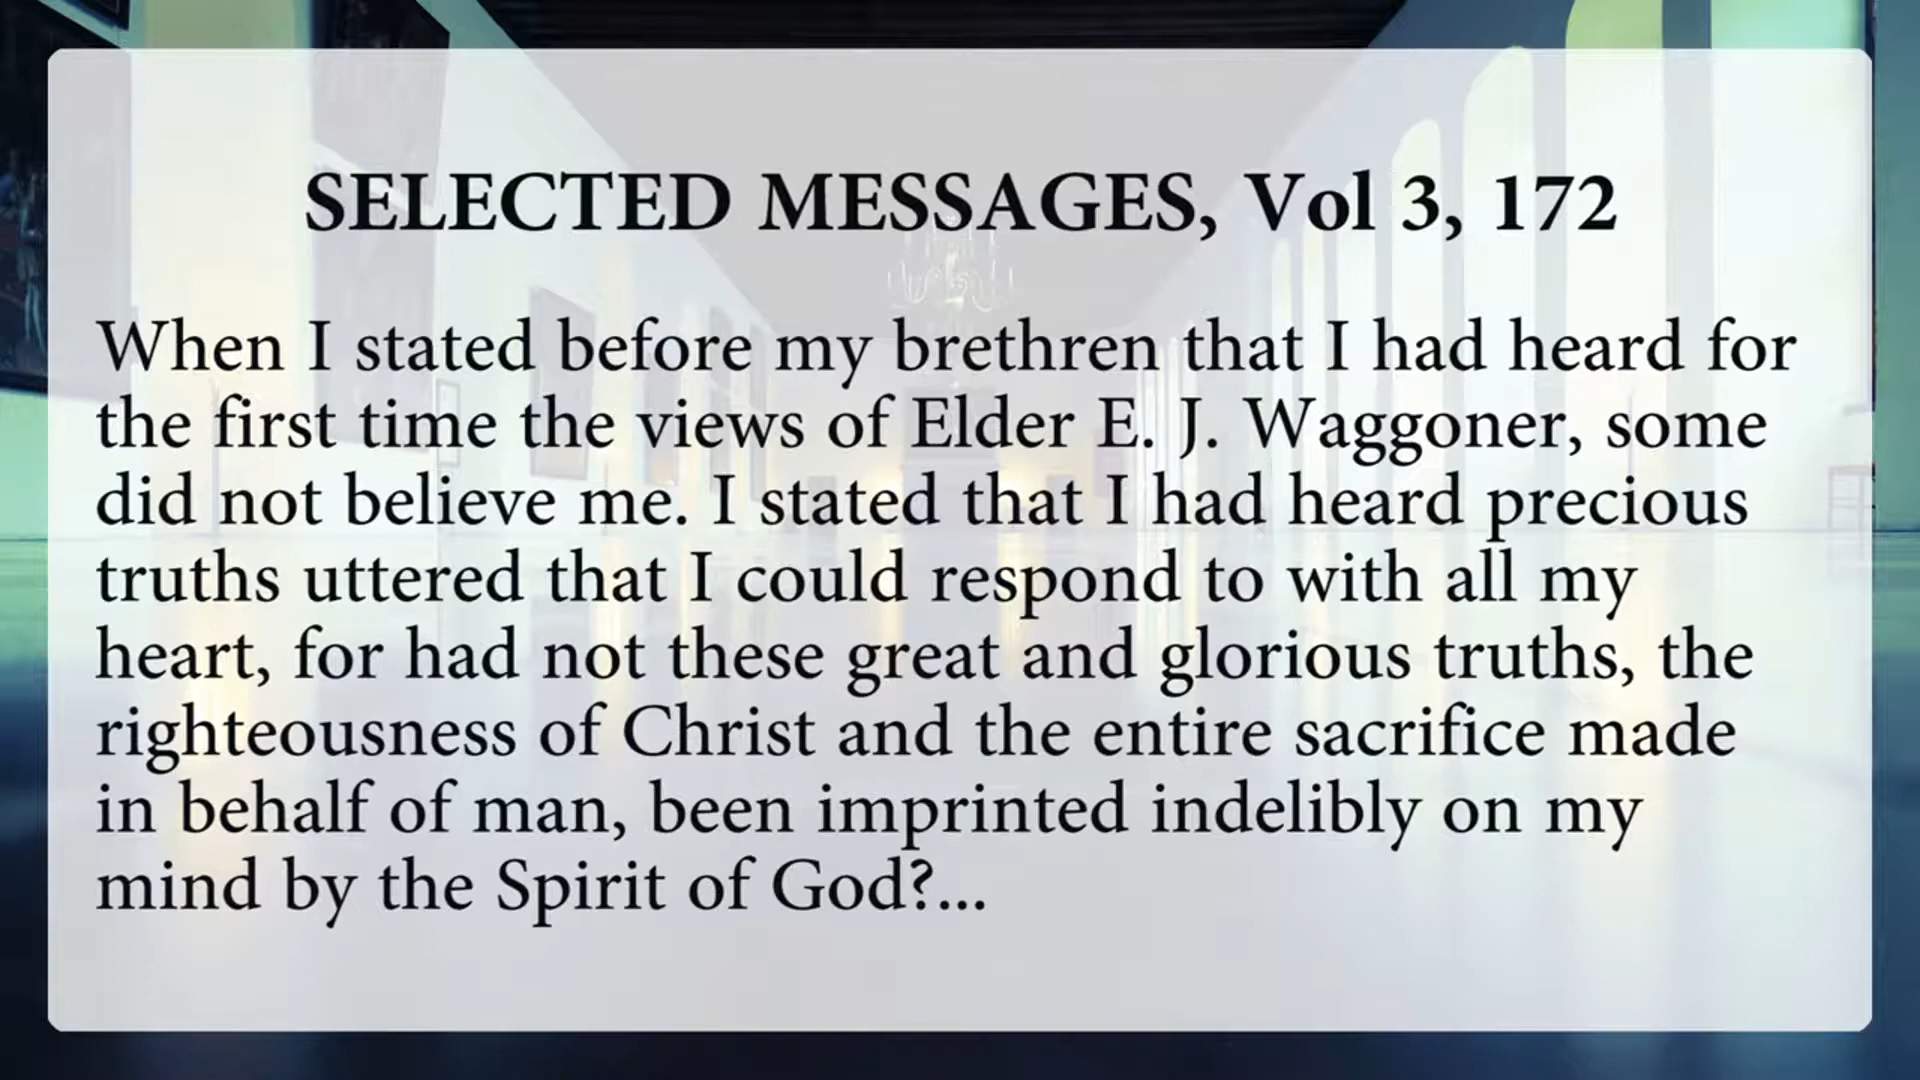 SELECTED MESSAGES, Vol 3, 172
When I stated before my brethren that I had heard for
the first time the views of Elder E. J. Waggoner, some
did not believe me. I stated that I had heard precious
truths uttered that I could respond to with all my
heart, for had not these great and glorious truths, the
righteousness of Christ and the entire sacrifice made
in behalf of man, been imprinted indelibly on my
mind by the Spirit of God?...